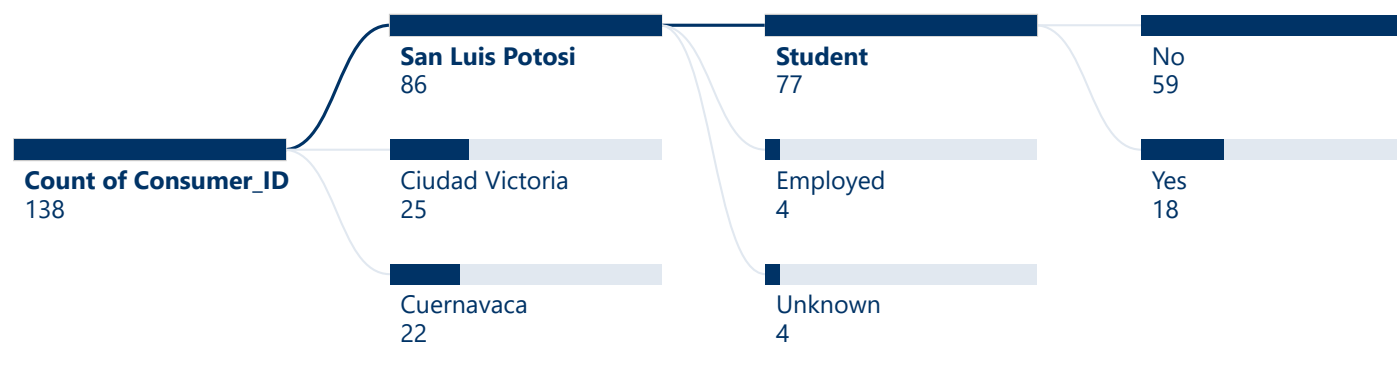 Count of Consumer_ID
138
San Luis Potosi
86
Ciudad Victoria
25
Cuernavaca
22
Student
77
Employed
4
Unknown
4
No
59
Yes
18